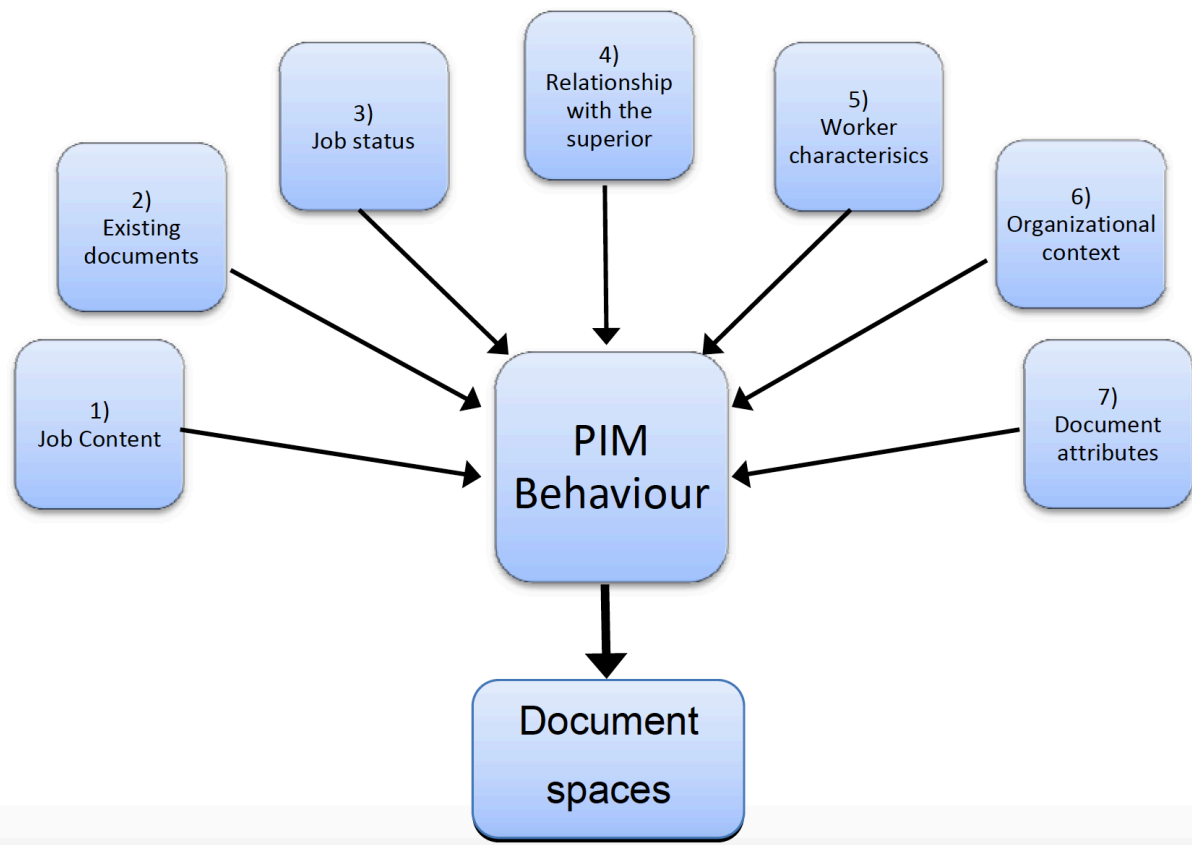 1)
Job Content
2)
Existing
documents
3)
Job status
4)
Relationship
with the
superior
5)
Worker
characterisics
6)
Organizational
context
7)
Document
attributes
PIM
Behaviour
Document
spaces